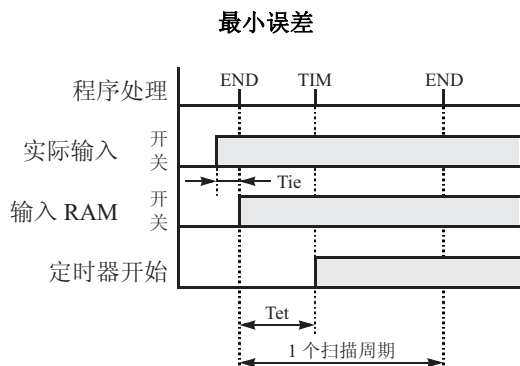 最小误差
程序处理 END TIM END
实际输入 开
关
Tie
输入 RAM 开
关
定时器开始
Tet
1 个扫描周期